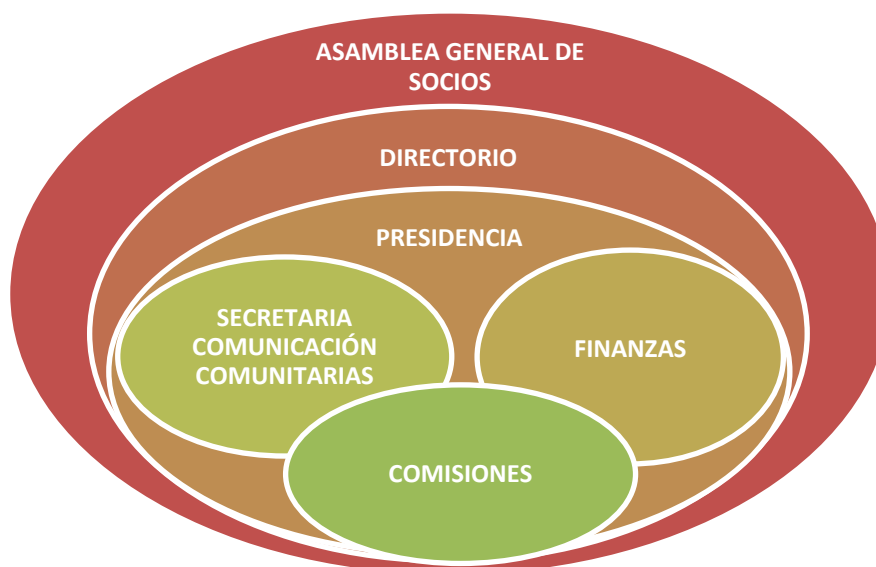 ASAMBLEA GENERAL DE
SOCIOS
DIRECTORIO
PRESIDENCIA
SECRETARIA
COMUNICACIÓN
COMUNITARIAS
FINANZAS
COMISIONES